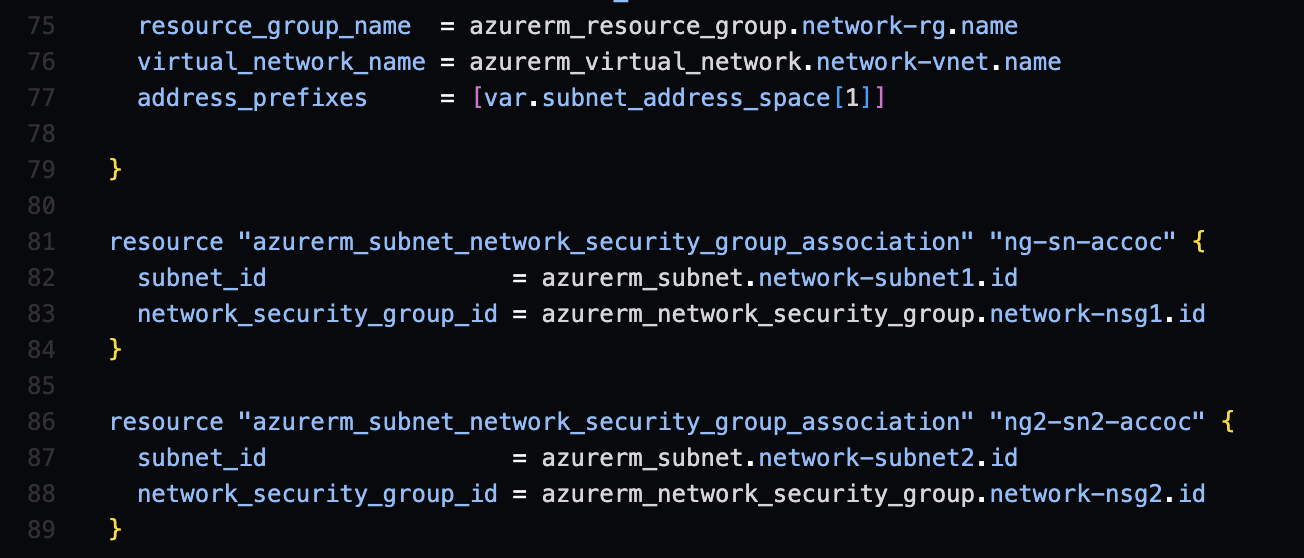 75 resource_group_name = azurerm_resource_group.network-rg.name
76 virtual_network_name = azurerm_virtual_network.network-vnet.name
77 address_prefixes = [var.subnet_address_space[1]]
78
79 }
80
81 resource "azurerm_subnet_network_security_group_association" "ng-sn-accoc" {
82 subnet_id = azurerm_subnet.network-subnet1.id
83 network_security_group_id = azurerm_network_security_group.network-nsg1.id
84 }
85
86 resource "azurerm_subnet_network_security_group_association" "ng2-sn2-accoc" {
87 subnet_id = azurerm_subnet.network-subnet2.id
88 network_security_group_id = azurerm_network_security_group.network-nsg2.id
89 }